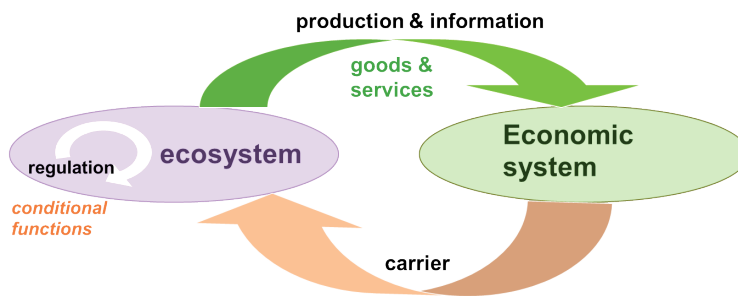 production & information
goods &
services
Economic
system
ecosystem
regulation
conditional
functions
carrier